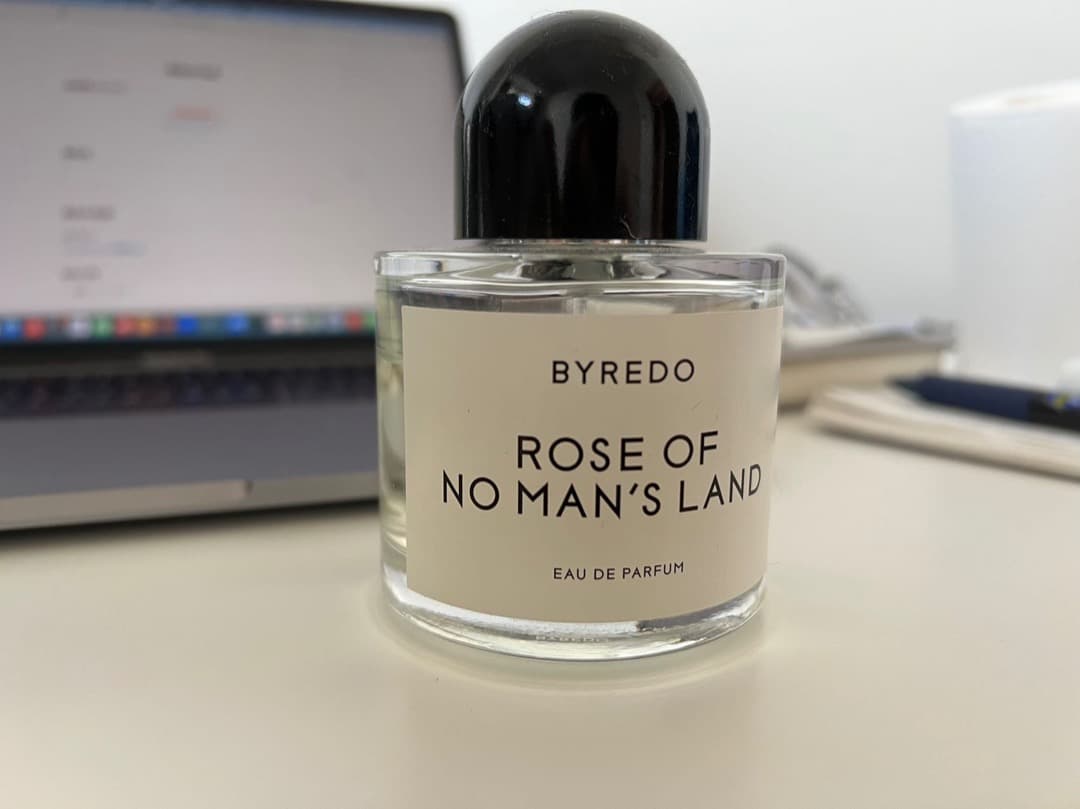 BYREDO
ROSE OF
NO MAN'S LAND
EAU DE PARFUM